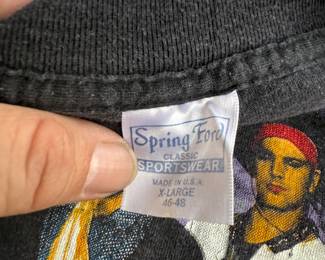 Spring Ford
CLASSIC
SPORTSWEAR
MADE IN U.S.A.
X-LARGE
46-48